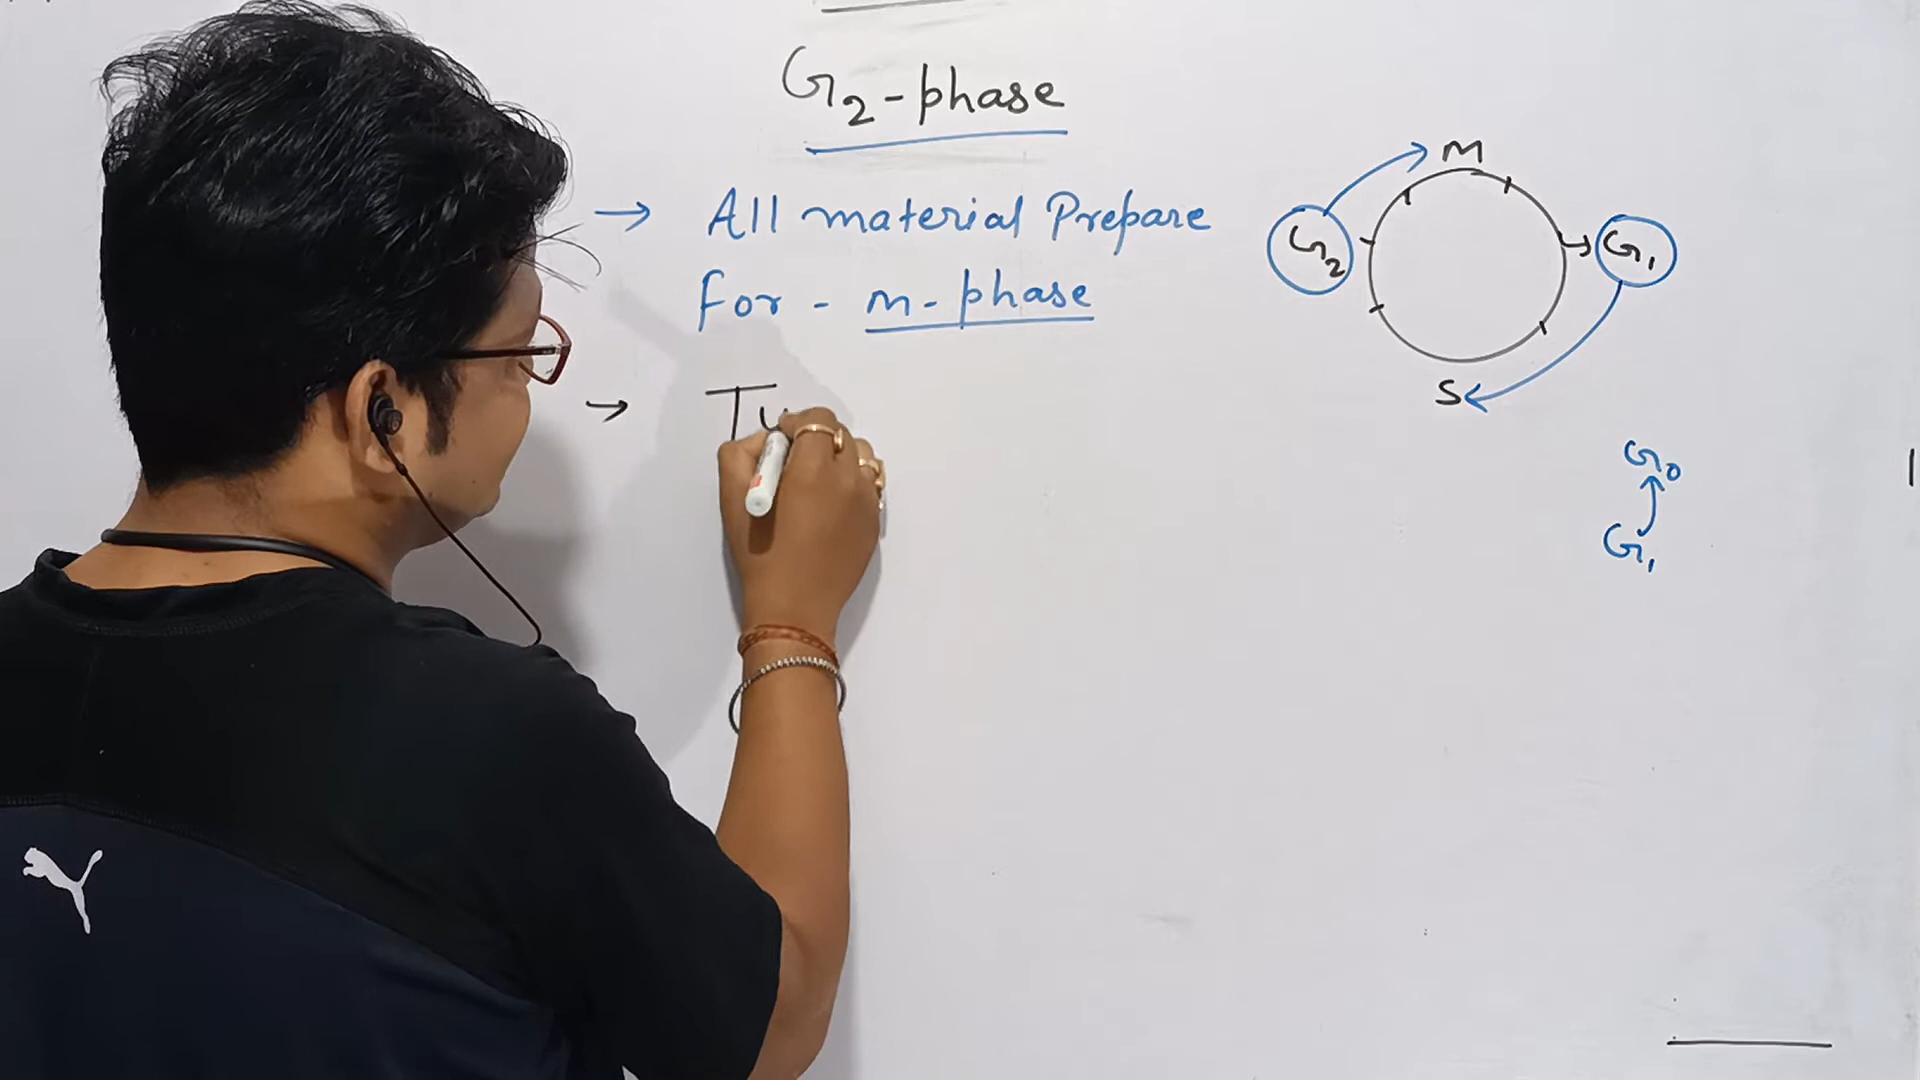 G2-phase
→ All material Prepare
For - m-phase
→ Tu
M
G2
→ G1
S
G0
G1